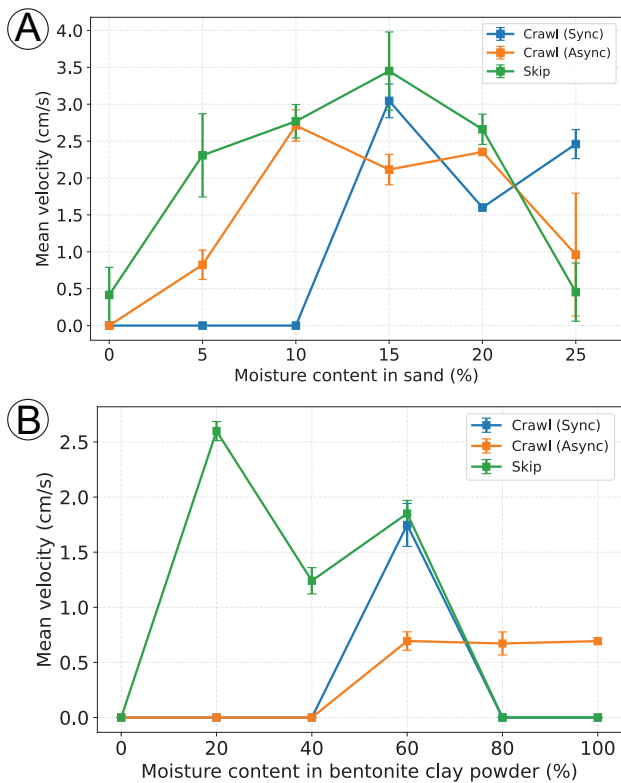 A
Mean velocity (cm/s)
4.0
3.5
3.0
2.5
2.0
1.5
1.0
0.5
0.0
Crawl (Sync)
Crawl (Async)
Skip
0 5 10 15 20 25
Moisture content in sand (%)
B
Mean velocity (cm/s)
2.5
2.0
1.5
1.0
0.5
0.0
Crawl (Sync)
Crawl (Async)
Skip
0 20 40 60 80 100
Moisture content in bentonite clay powder (%)